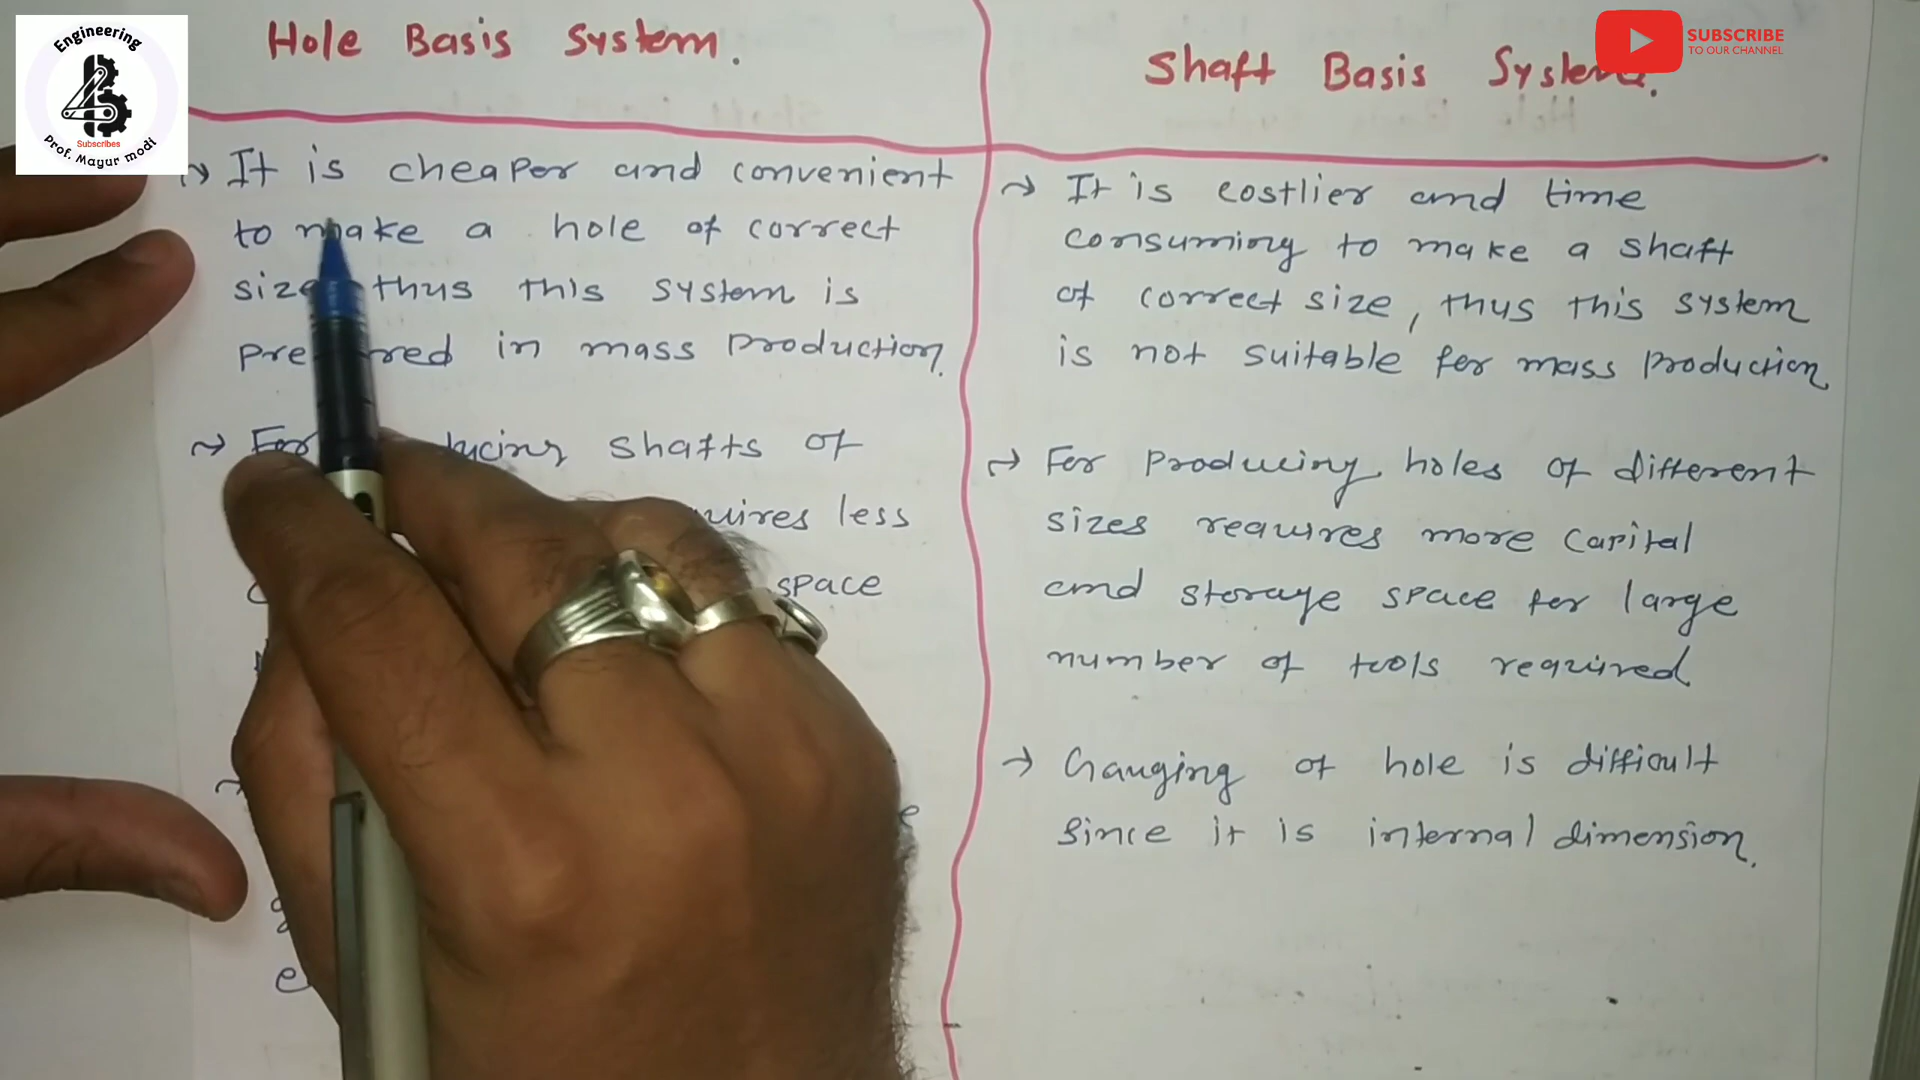 Engineering
Subscribes
Prof. Mayur modi
SUBSCRIBE
TO OUR CHANNEL
Hole Basis System.
It is cheaper and convenient
to make a hole of correct
size thus this system is
in mass production.
For shafts of
less
space
Shaft Basis System.
It is costlier and time
consuming to make a shaft
of correct size, thus this system
is not suitable for mass production
For producing holes of different
sizes requires more capital
and storage space for large
number of tools required
Gauging of hole is difficult
Since it is internal dimension.